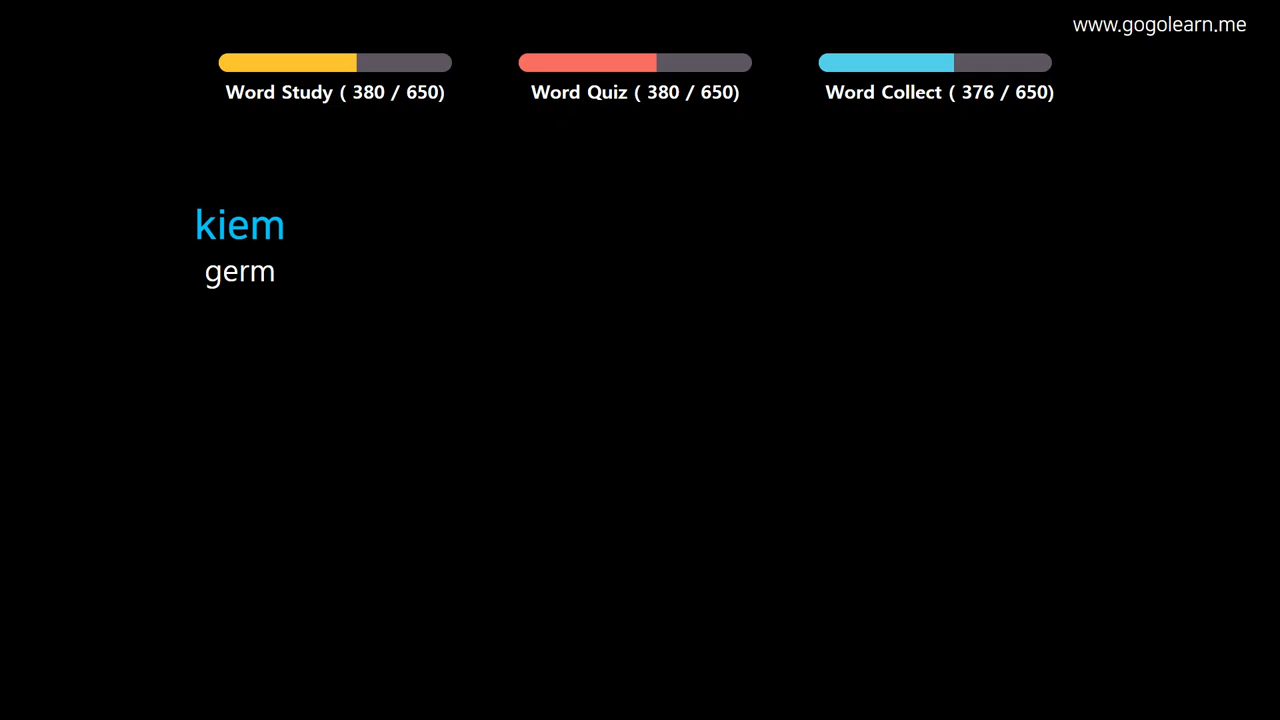 www.gogolearn.me
Word Study ( 380 / 650)
Word Quiz ( 380 / 650)
Word Collect ( 376 / 650)
kiem
germ